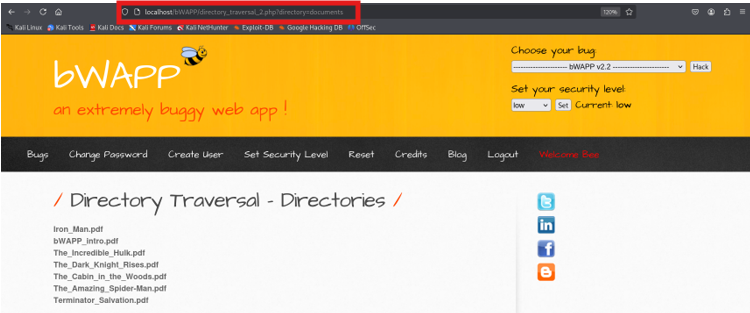 localhost/bWAPP/directory_traversal_2.php?directory=documents
120%
Kali Linux Kali Tools Kali Docs Kali Forums Kali NetHunter Exploit-DB Google Hacking DB OffSec
bWAPP
an extremely buggy web app !
Choose your bug:
---------------------- bWAPP v2.2 ---------------------- Hack
Set your security level:
low Set Current: low
Bugs Change Password Create User Set Security Level Reset Credits Blog Logout Welcome Bee
/ Directory Traversal - Directories /
Iron_Man.pdf
bWAPP_intro.pdf
The_Incredible_Hulk.pdf
The_Dark_Knight_Rises.pdf
The_Cabin_in_the_Woods.pdf
The_Amazing_Spider-Man.pdf
Terminator_Salvation.pdf